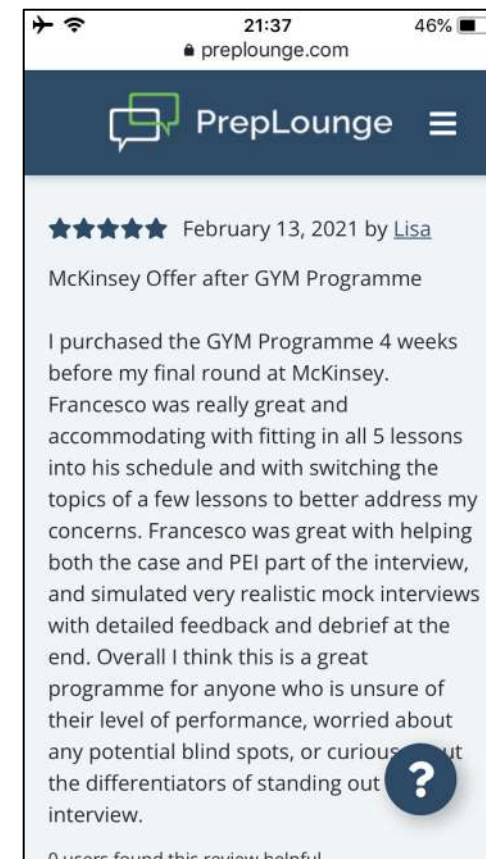 21:37
46%
preplounge.com
PrepLounge
February 13, 2021 by Lisa
McKinsey Offer after GYM Programme
I purchased the GYM Programme 4 weeks
before my final round at McKinsey.
Francesco was really great and
accommodating with fitting in all 5 lessons
into his schedule and with switching the
topics of a few lessons to better address my
concerns. Francesco was great with helping
both the case and PEI part of the interview,
and simulated very realistic mock interviews
with detailed feedback and debrief at the
end. Overall I think this is a great
programme for anyone who is unsure of
their level of performance, worried about
any potential blind spots, or curious
the differentiators of standing out
?
interview.
0 users found this review helpful